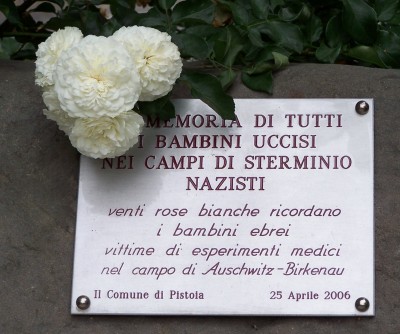 MEMORIA DI TUTTI
I BAMBINI UCCISI
NEI CAMPI DI STERMINIO
NAZISTI
venti rose bianche ricordano
i bambini ebrei
vittime di esperimenti medici
nel campo di Auschwitz-Birkenau
Il Comune di Pistoia 25 Aprile 2006